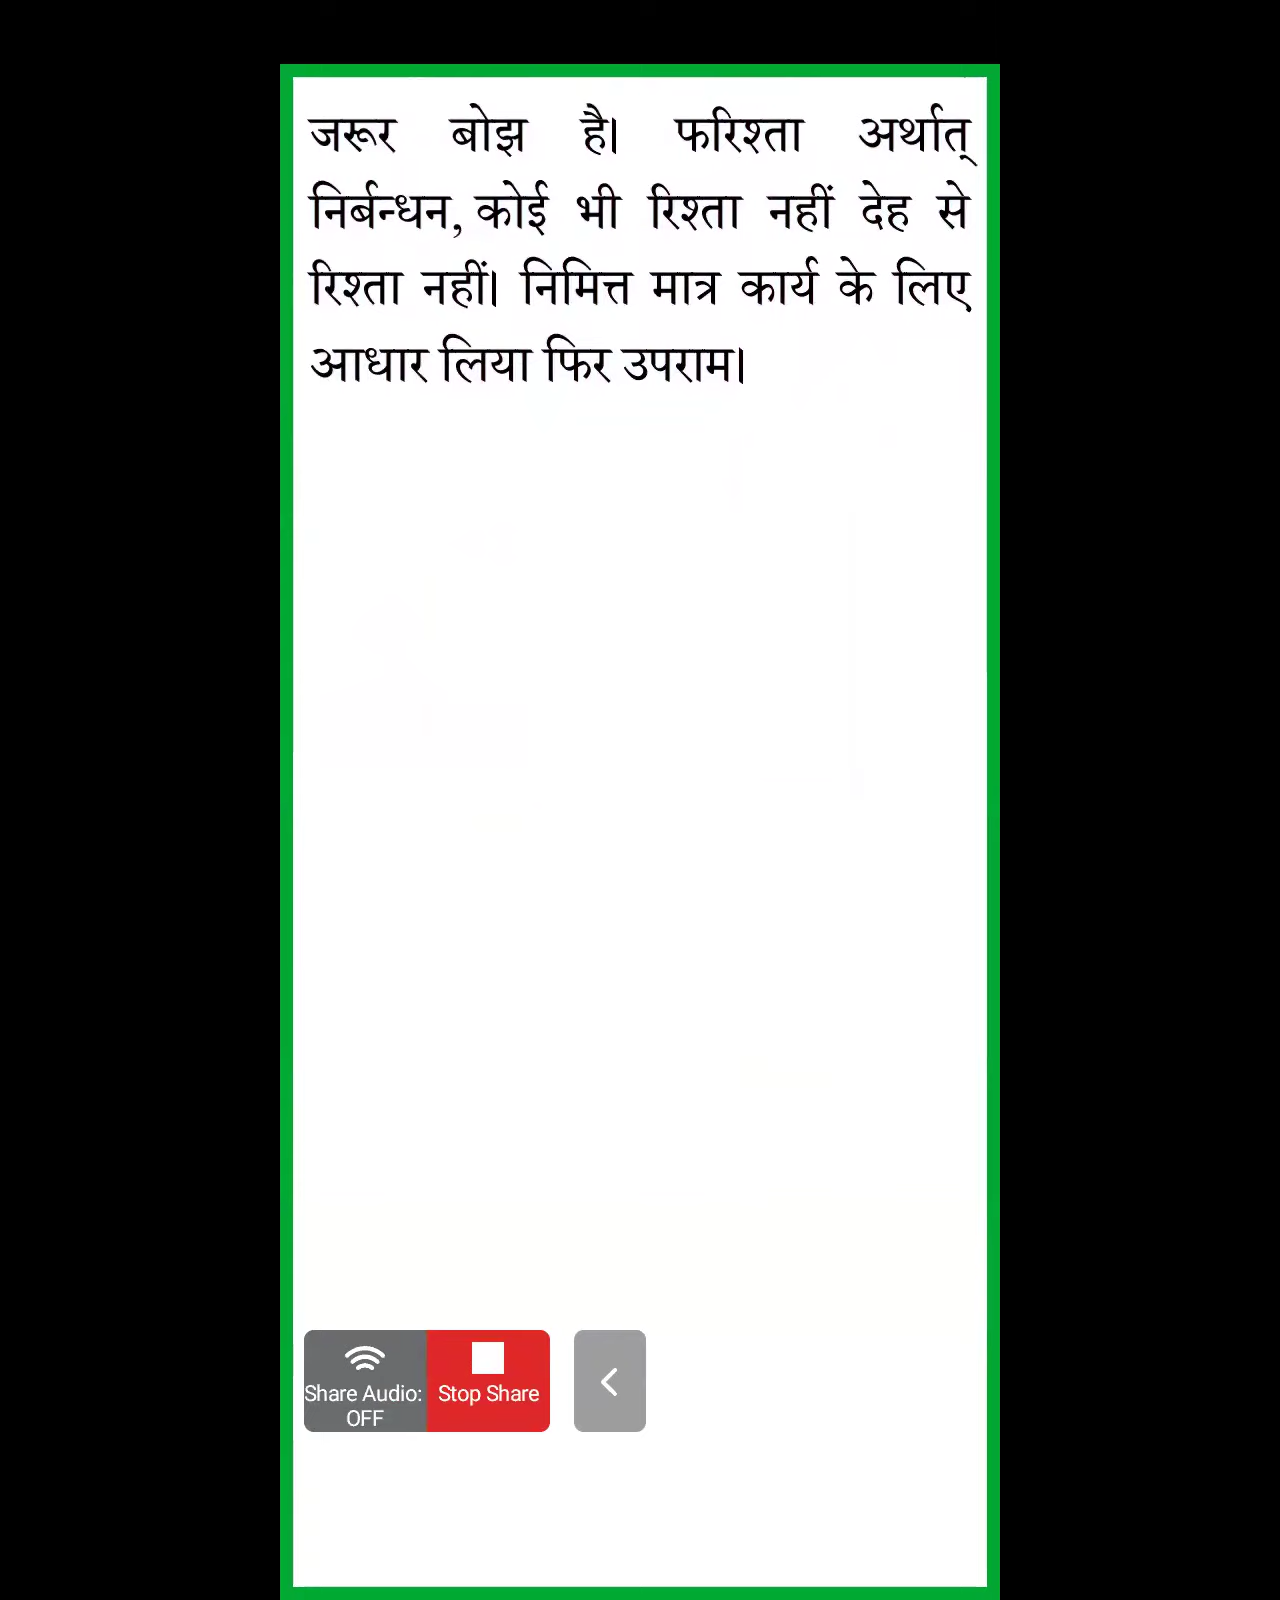 जरूर बोझ है। फरिश्ता अर्थात्
निर्बन्धन, कोई भी रिश्ता नहीं देह से
रिश्ता नहीं। निमित्त मात्र कार्य के लिए
आधार लिया फिर उपराम।
Share Audio: OFF
Stop Share